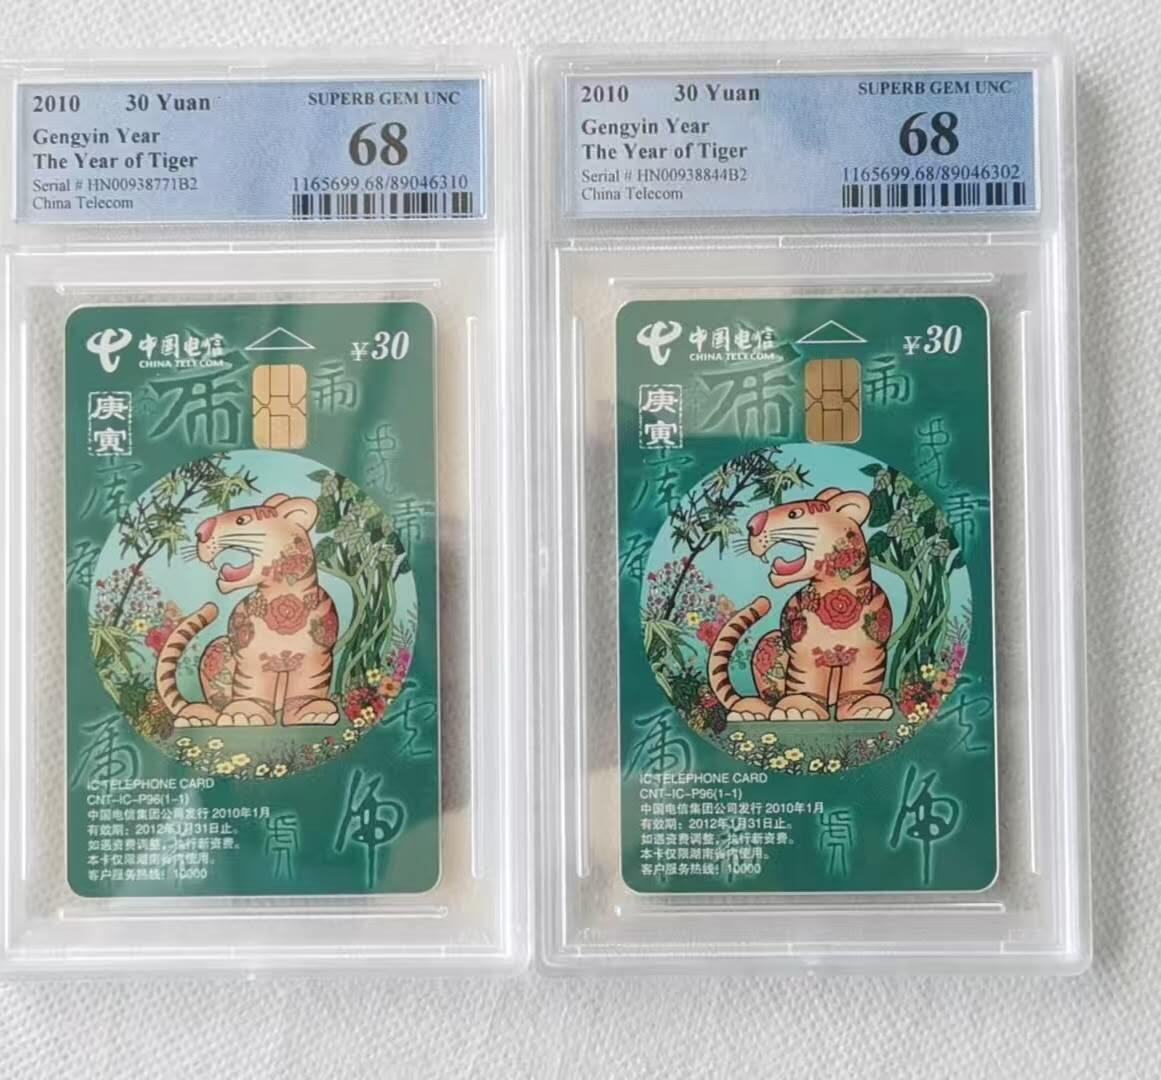 2010 30 Yuan SUPERB GEM UNC
Gengyin Year 68
The Year of Tiger
Serial # HN00938771B2 1165699.68/89046310
China Telecom
中国电信 ¥30
CHINA TELECOM
庚
寅
IC TELEPHONE CARD
CNT-IC-P96(1-1)
中国电信集团公司发行 2010年1月
有效期：2012年1月31日止。
如遇资费调整，执行新资费。
本卡仅限湖南省内使用。
客户服务热线：10000
2010 30 Yuan SUPERB GEM UNC
Gengyin Year 68
The Year of Tiger
Serial # HN00938844B2 1165699.68/89046302
China Telecom
中国电信 ¥30
CHINA TELECOM
庚
寅
IC TELEPHONE CARD
CNT-IC-P96(1-1)
中国电信集团公司发行 2010年1月
有效期：2012年1月31日止。
如遇资费调整，执行新资费。
本卡仅限湖南省内使用。
客户服务热线：10000